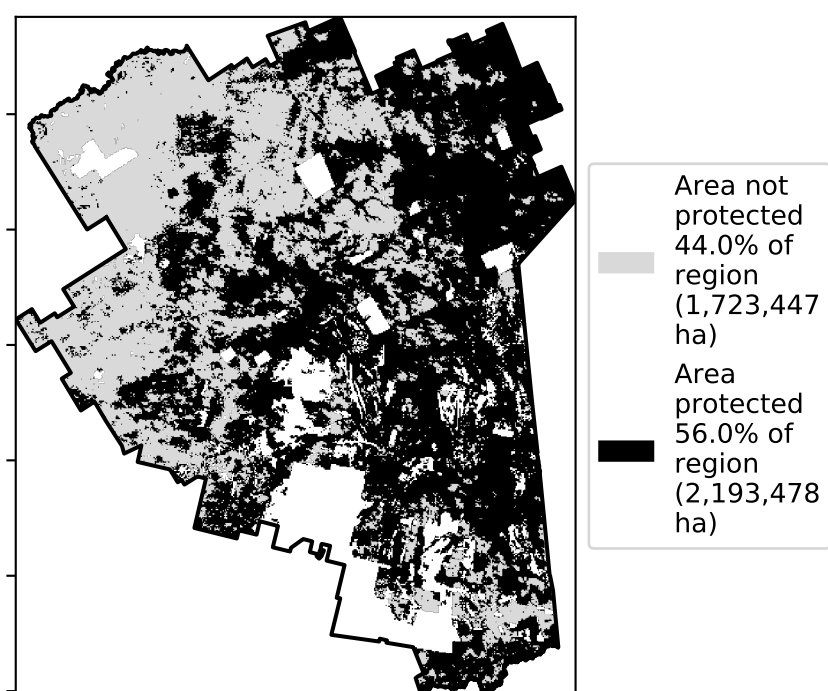 Area not
protected
44.0% of
region
(1,723,447
ha)
Area
protected
56.0% of
region
(2,193,478
ha)